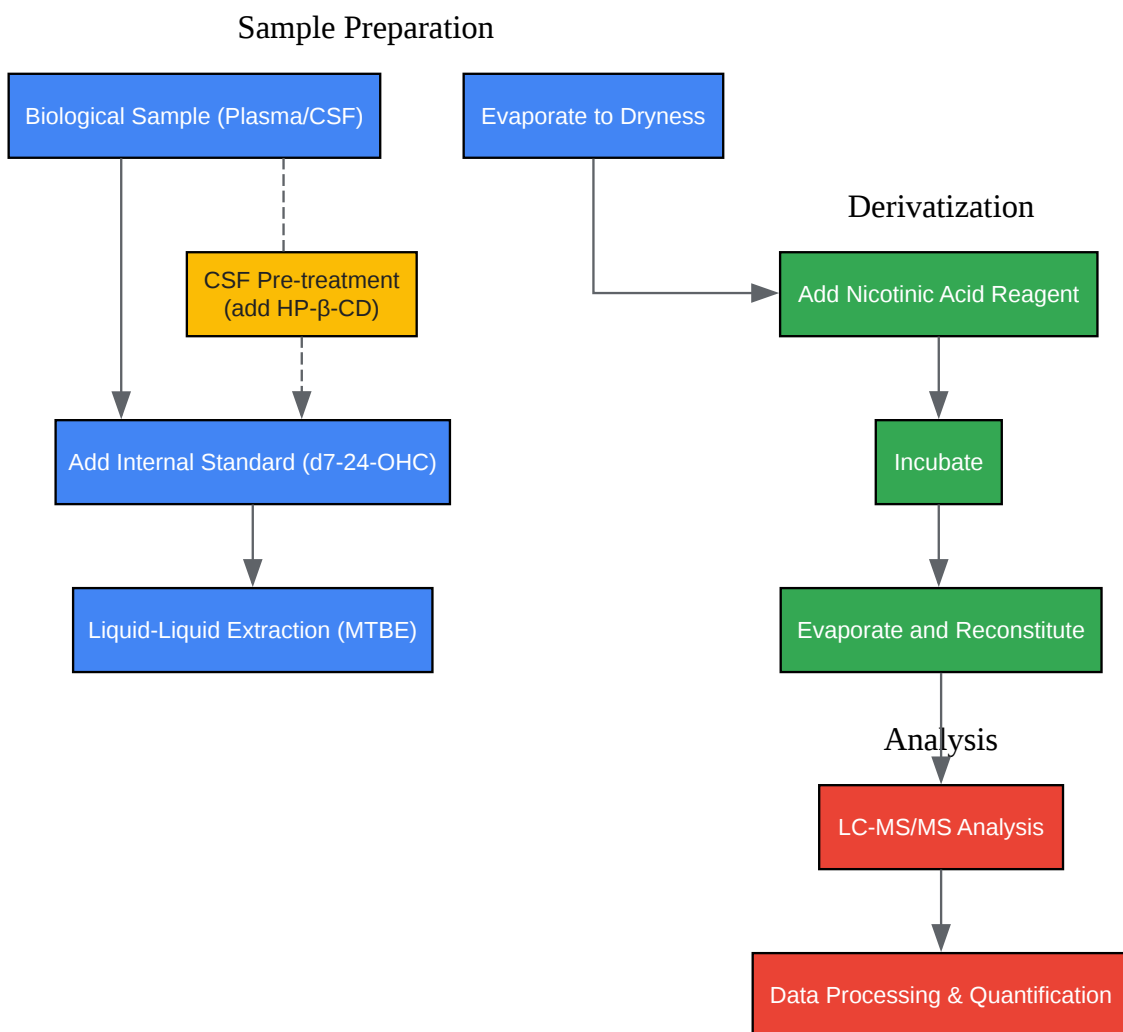 Sample Preparation
Biological Sample (Plasma/CSF)
Evaporate to Dryness
Derivatization
CSF Pre-treatment
(add HP-β-CD)
Add Nicotinic Acid Reagent
Add Internal Standard (d7-24-OHC)
Incubate
Liquid-Liquid Extraction (MTBE)
Evaporate and Reconstitute
Analysis
LC-MS/MS Analysis
Data Processing & Quantification